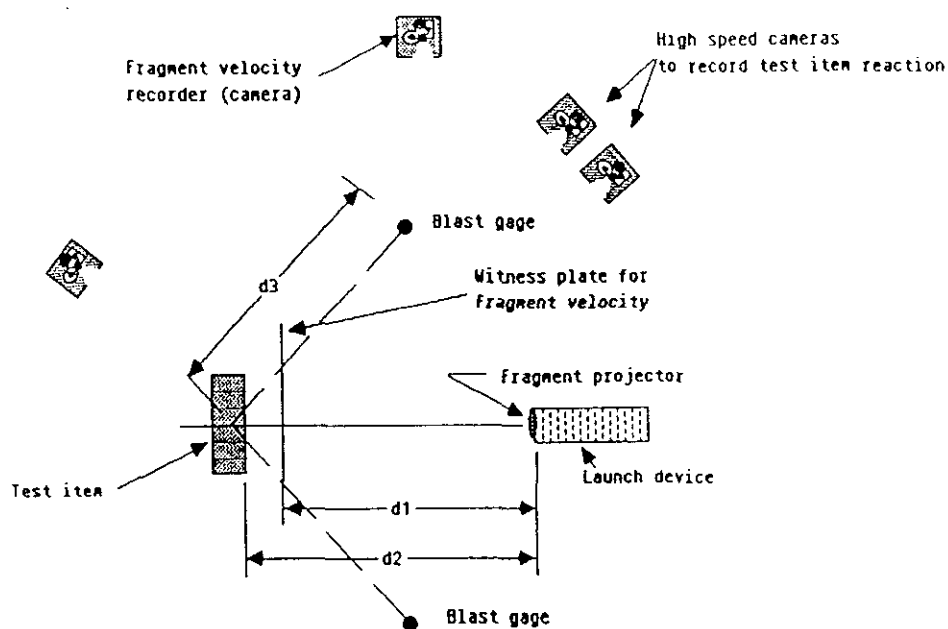 High speed cameras
to record test item reaction
Fragment velocity
recorder (camera)
Blast gage
Witness plate for
fragment velocity
d3
Fragment projector
Launch device
Test item
d1
d2
Blast gage